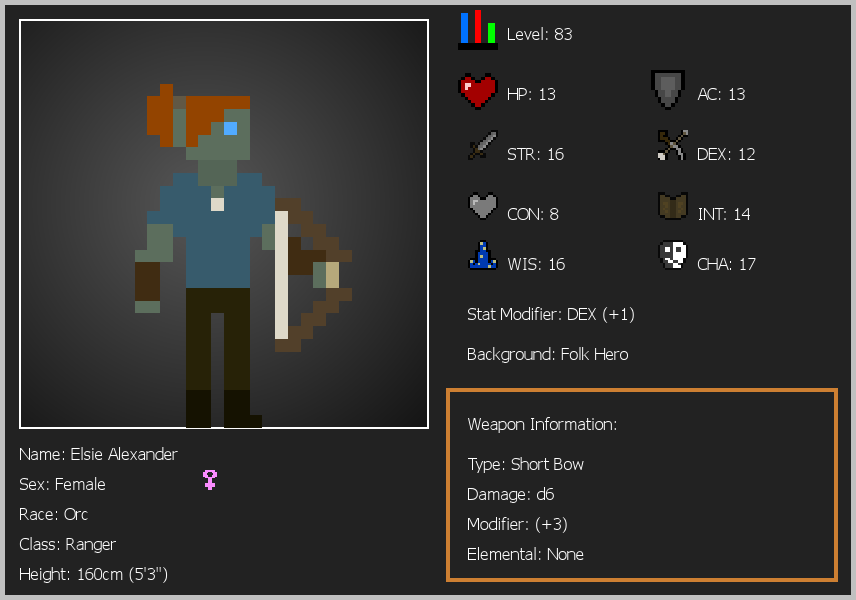 Level: 83
HP: 13
AC: 13
STR: 16
DEX: 12
CON: 8
INT: 14
WIS: 16
CHA: 17
Stat Modifier: DEX (+1)
Background: Folk Hero
Weapon Information:
Type: Short Bow
Damage: d6
Modifier: (+3)
Elemental: None
Name: Elsie Alexander
Sex: Female
Race: Orc
Class: Ranger
Height: 160cm (5'3")